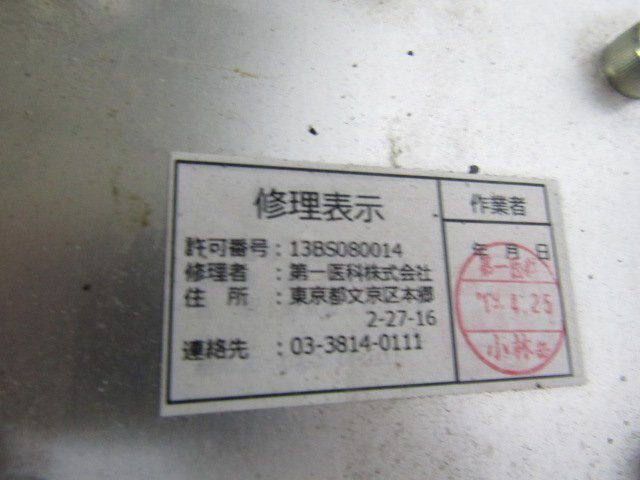 修理表示
許可番号：13BS080014
修理者：第一医科株式会社
住　所：東京都文京区本郷
2-27-16
連絡先：03-3814-0111
作業者
年 月 日
第一医科
4.25
小林